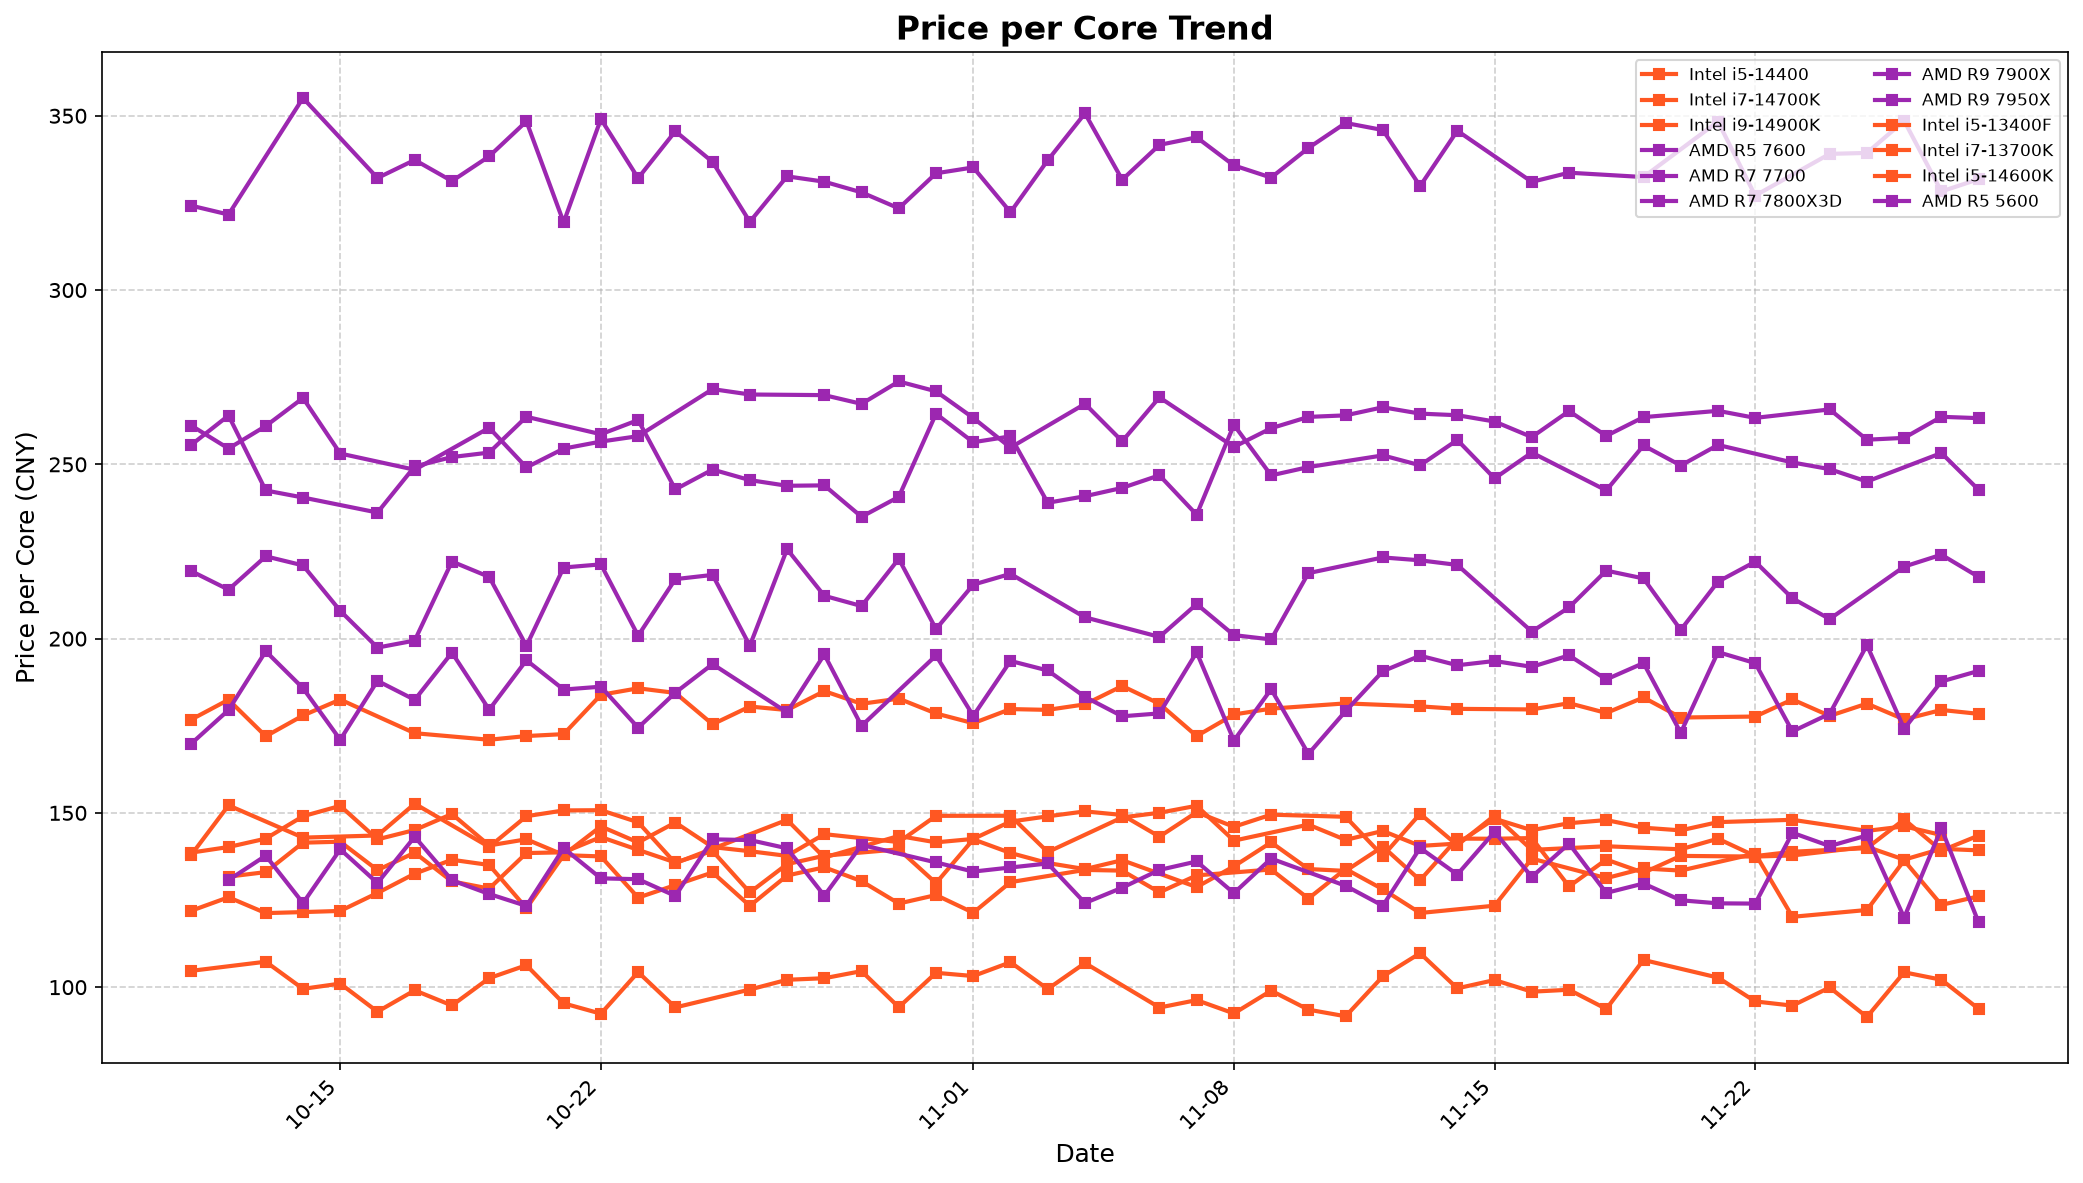 Price per Core Trend
Intel i5-14400
Intel i7-14700K
Intel i9-14900K
AMD R5 7600
AMD R7 7700
AMD R7 7800X3D
AMD R9 7900X
AMD R9 7950X
Intel i5-13400F
Intel i7-13700K
Intel i5-14600K
AMD R5 5600
Price per Core (CNY)
350
300
250
200
150
100
10-15
10-22
11-01
11-08
11-15
11-22
Date